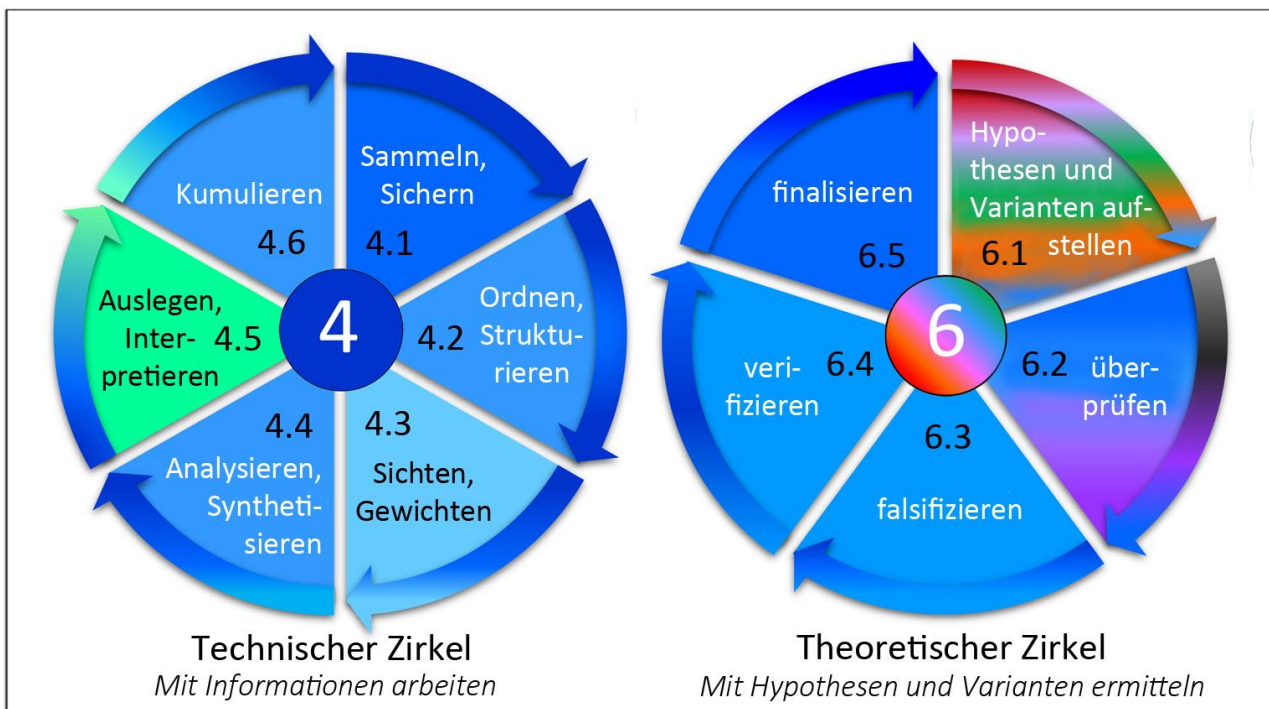 Sammeln,
Sichern
4.1
Ordnen,
Struktu-
rieren
4.2
4.3
Sichten,
Gewichten
4.4
Analysieren,
Syntheti-
sieren
Auslegen,
Inter-
pretieren
4.5
Kumulieren
4.6
4
Technischer Zirkel
Mit Informationen arbeiten
Hypo-
thesen und
Varianten auf-
stellen
6.1
6.2
über-
prüfen
6.3
falsifizieren
6.4
veri-
fizieren
finalisieren
6.5
6
Theoretischer Zirkel
Mit Hypothesen und Varianten ermitteln